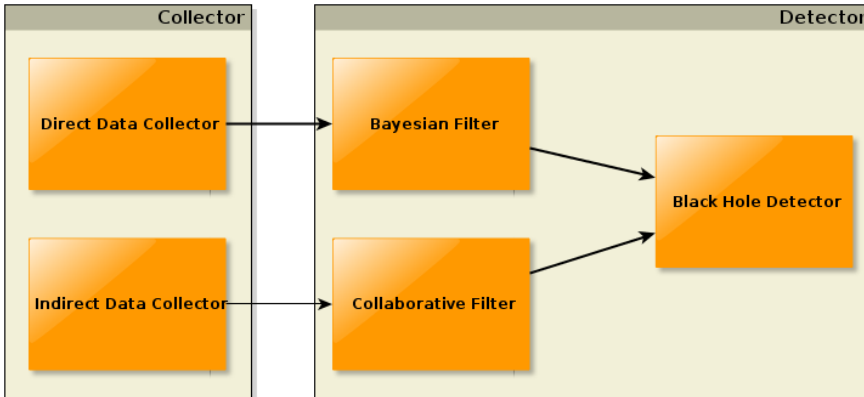 Collector
Detector
Direct Data Collector
Bayesian Filter
Black Hole Detector
Indirect Data Collector
Collaborative Filter